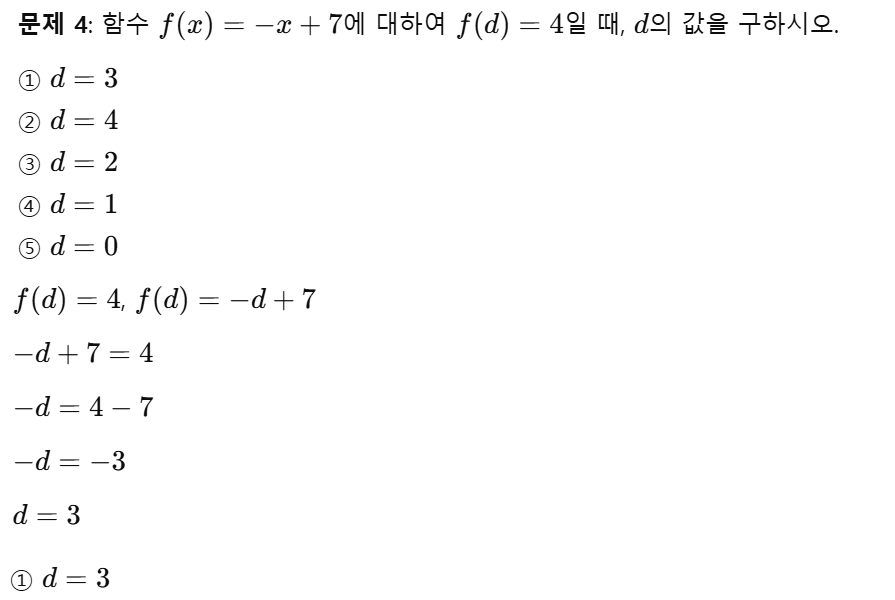 문제 4: 함수 f(x) = −x + 7에 대하여 f(d) = 4일 때, d의 값을 구하시오.
① d = 3
② d = 4
③ d = 2
④ d = 1
⑤ d = 0
f(d) = 4, f(d) = −d + 7
−d + 7 = 4
−d = 4 − 7
−d = −3
d = 3
① d = 3